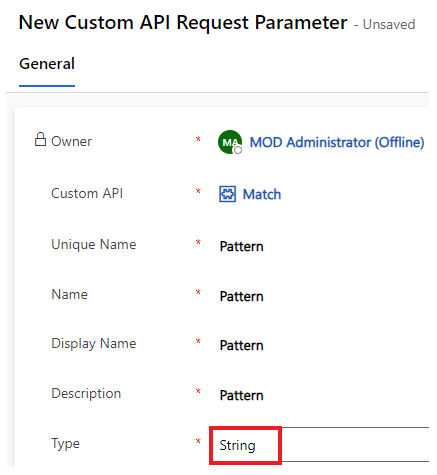 New Custom API Request Parameter - Unsaved
General
Owner * MA MOD Administrator (Offline)
Custom API * Match
Unique Name * Pattern
Name * Pattern
Display Name * Pattern
Description * Pattern
Type * String